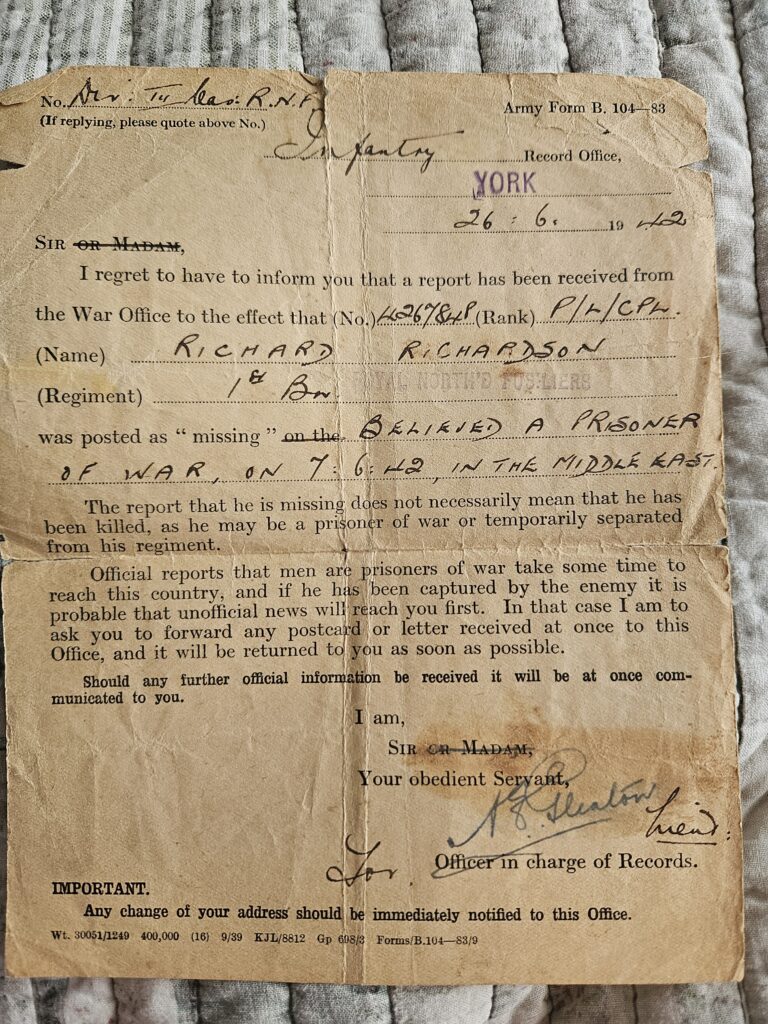 No. Div: III Cas: R.N.F.
Army Form B. 104—83
(If replying, please quote above No.)
Infantry Record Office,
YORK
26 : 6. 19 42
SIR OR MADAM,
I regret to have to inform you that a report has been received from
the War Office to the effect that (No.) (Rank) P/L/CPL.
(Name) RICHARD RICHARDSON
(Regiment) 1st Bn. ROYAL NORTH'D FUSILIERS
was posted as “ missing ” on the BELIEVED A PRISONER
OF WAR, ON 7 : 6 : 42, IN THE MIDDLE EAST.
The report that he is missing does not necessarily mean that he has
been killed, as he may be a prisoner of war or temporarily separated
from his regiment.
Official reports that men are prisoners of war take some time to
reach this country, and if he has been captured by the enemy it is
probable that unofficial news will reach you first. In that case I am to
ask you to forward any postcard or letter received at once to this
Office, and it will be returned to you as soon as possible.
Should any further official information be received it will be at once com-
municated to you.
I am,
SIR OR MADAM,
Your obedient Servant,
Lieut:
For Officer in charge of Records.
IMPORTANT.
Any change of your address should be immediately notified to this Office.
Wt. 30051/1249 400,000 (16) 9/39 KJL/8812 Gp 698/3 Forms/B.104—83/9